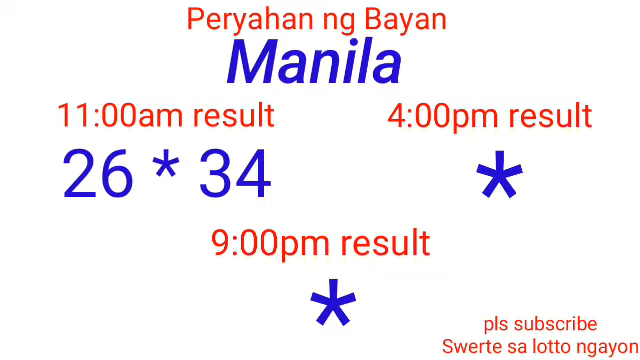 Peryahan ng Bayan
Manila
11:00am result
26 * 34
4:00pm result
*
9:00pm result
*
pls subscribe
Swerte sa lotto ngayon